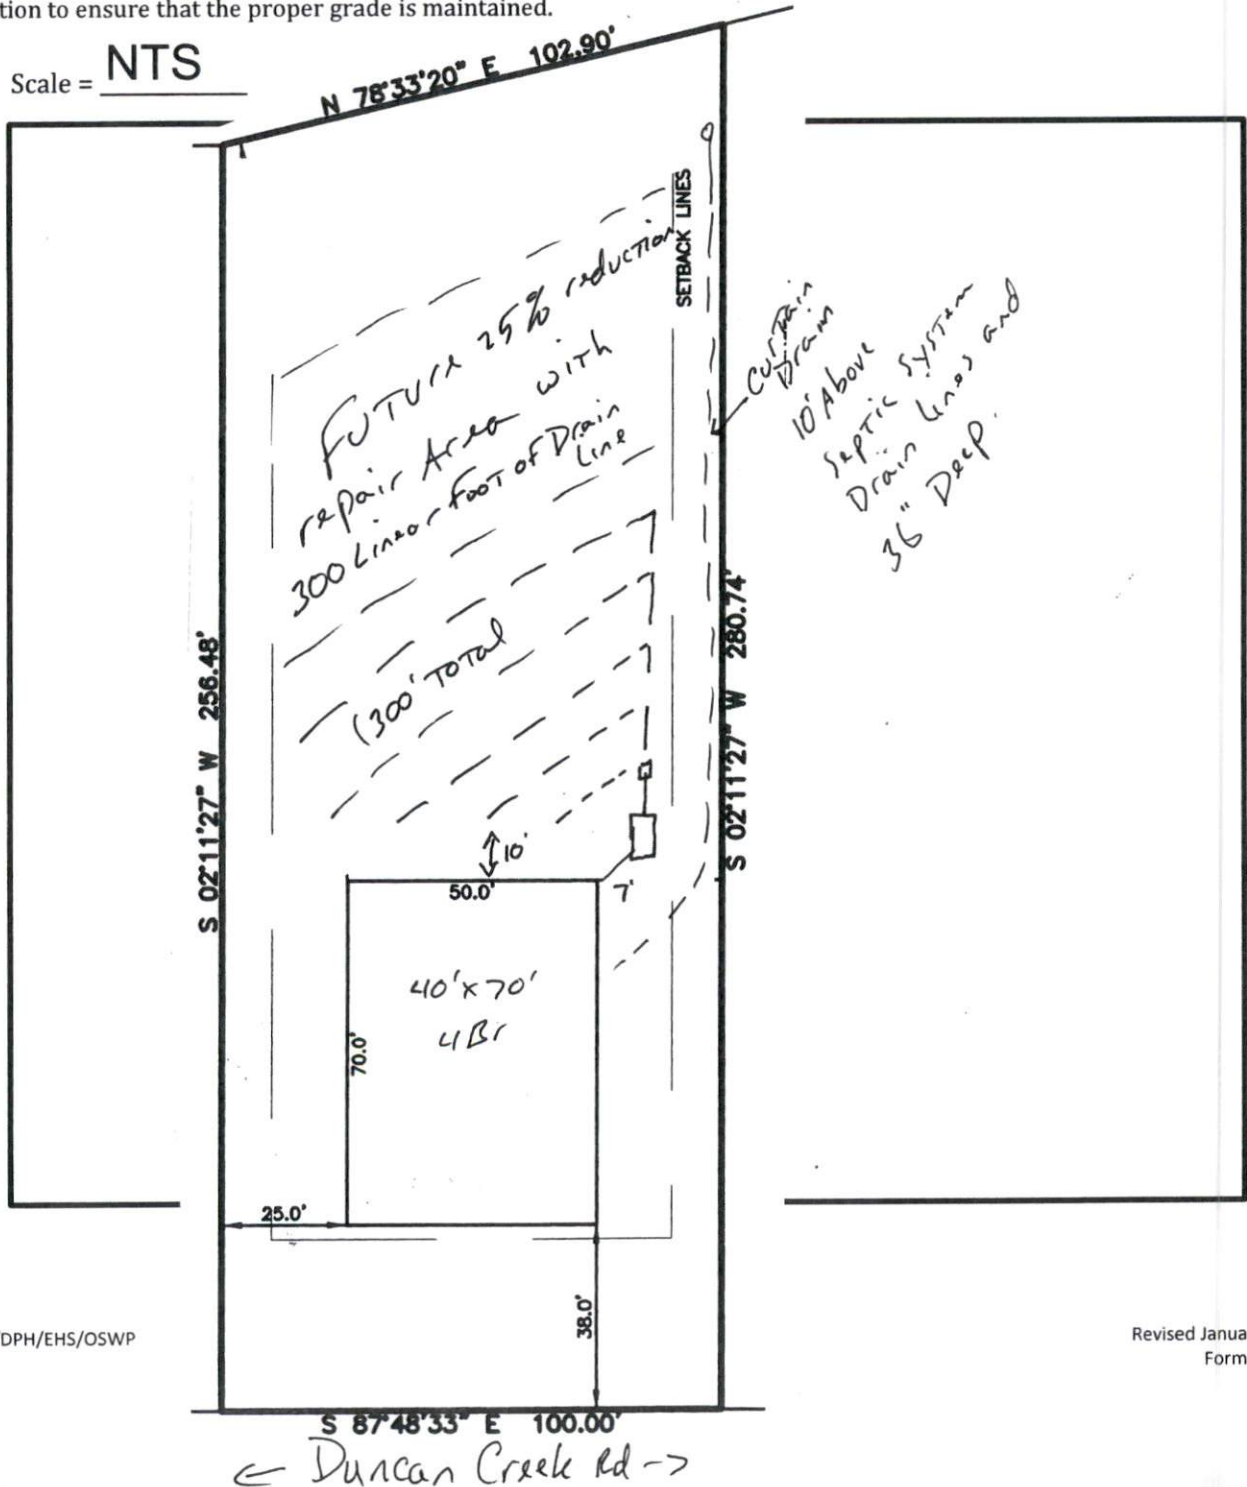 tion to ensure that the proper grade is maintained.
Scale = NTS
N 78°33'20" E 102.90'
SETBACK LINES
Future 25% reduction
repair Area with
300 Linear Foot of Drain
Line
Curtain
Drain
10' Above
Septic System
Drain Lines and
36" Deep.
(300' Total
S 02°11'27" W 256.48'
S 02°11'27" W 280.74'
10'
50.0'
7'
40' x 70'
4 Br
70.0'
25.0'
38.0'
DPH/EHS/OSWP
Revised Janua
Form
S 87°48'33" E 100.00'
<- Duncan Creek Rd ->